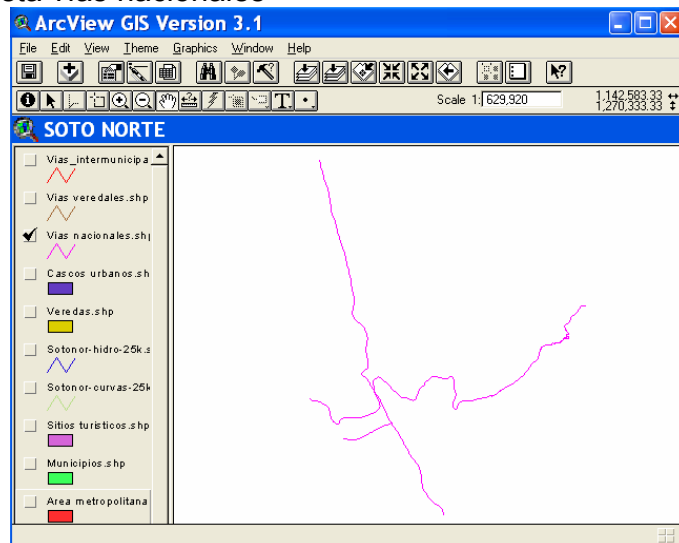 ArcView GIS Version 3.1
File Edit View Theme Graphics Window Help
Scale 1: 629,920
1,142,583.33
1,270,333.33
SOTO NORTE
Vias_intermunicipa
Vias veredales.shp
Vias nacionales.shp
Cascos urbanos.sh
Veredas.shp
Sotonor-hidro-25k.s
Sotonor-curvas-25k
Sitios turisticos.shp
Municipios.shp
Area metropolitana